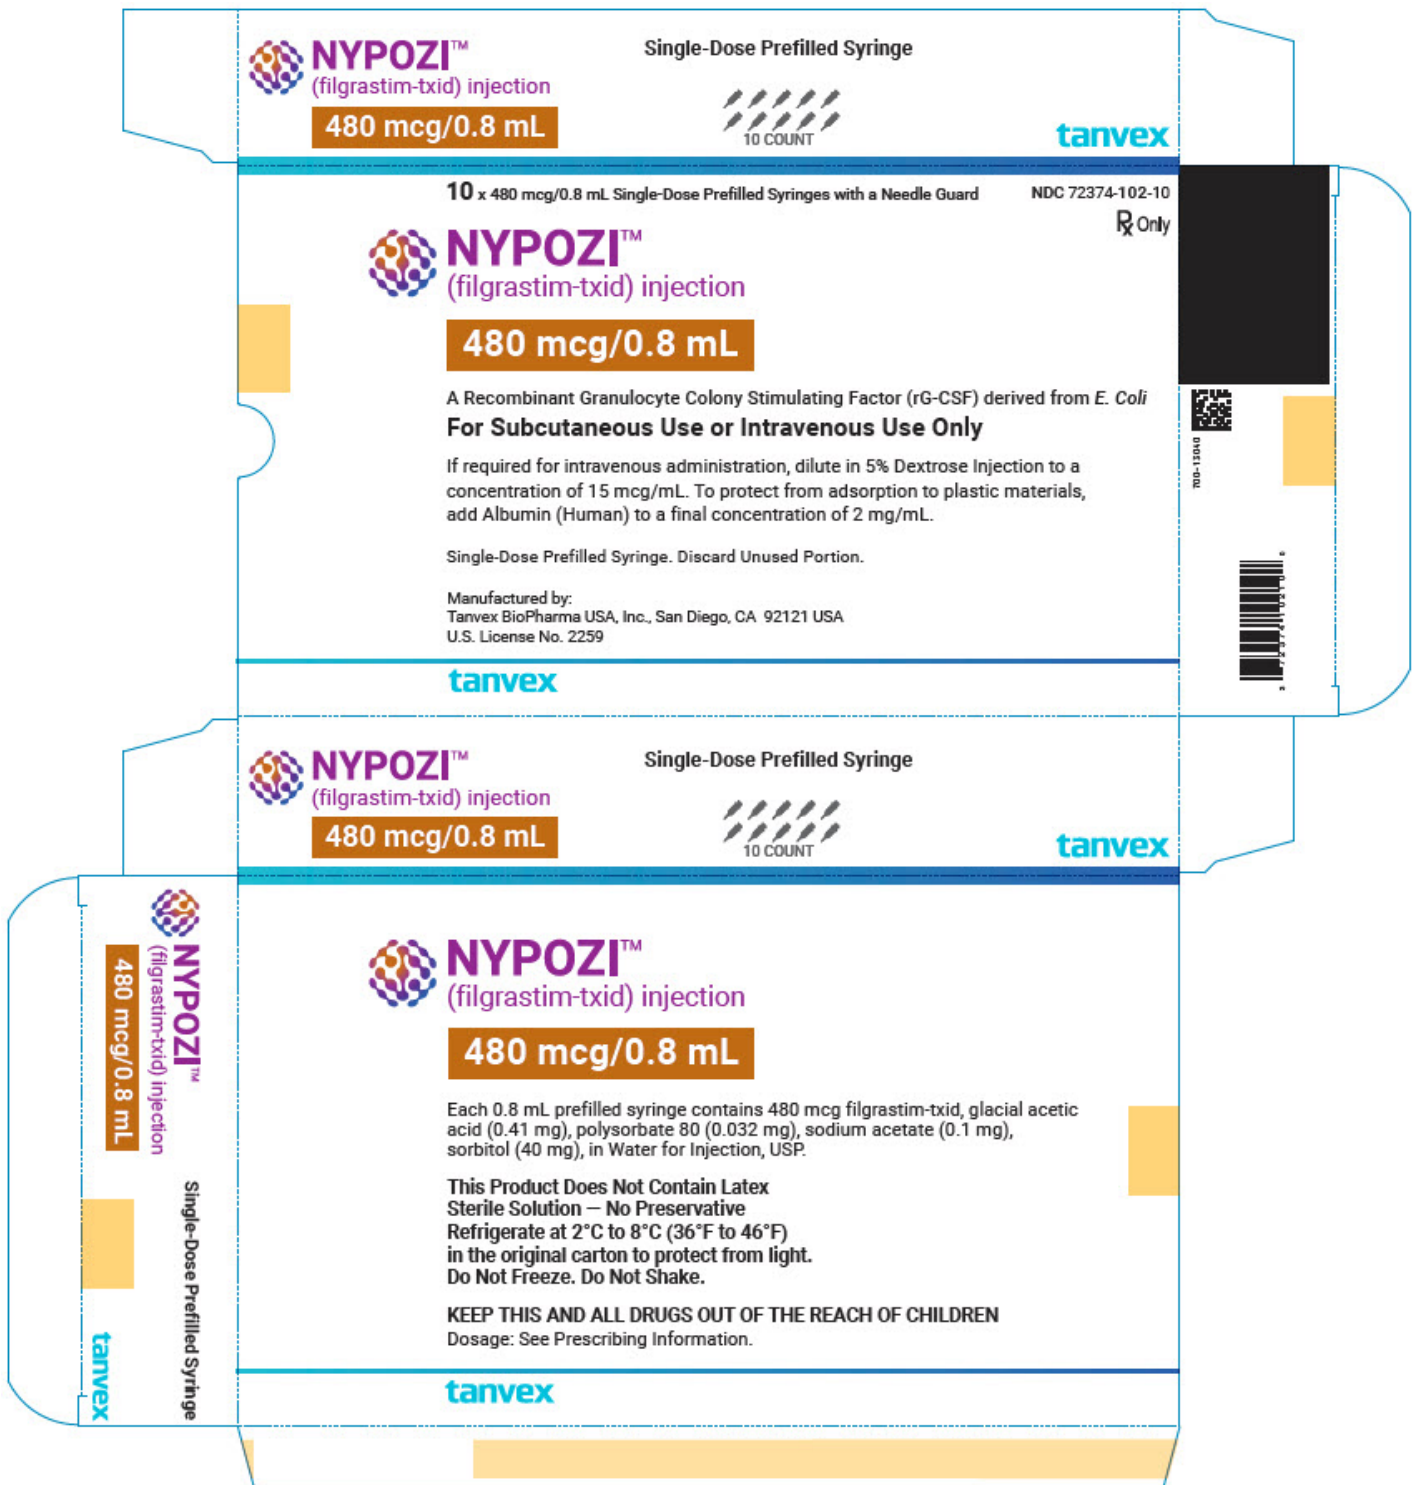 NYPOZI™
(filgrastim-txid) injection
480 mcg/0.8 mL
Single-Dose Prefilled Syringe
10 COUNT
tanvex
10 x 480 mcg/0.8 mL Single-Dose Prefilled Syringes with a Needle Guard
NDC 72374-102-10
Rx Only
NYPOZI™
(filgrastim-txid) injection
480 mcg/0.8 mL
A Recombinant Granulocyte Colony Stimulating Factor (rG-CSF) derived from E. Coli
For Subcutaneous Use or Intravenous Use Only
If required for intravenous administration, dilute in 5% Dextrose Injection to a
concentration of 15 mcg/mL. To protect from adsorption to plastic materials,
add Albumin (Human) to a final concentration of 2 mg/mL.
Single-Dose Prefilled Syringe. Discard Unused Portion.
Manufactured by:
Tanvex BioPharma USA, Inc., San Diego, CA 92121 USA
U.S. License No. 2259
tanvex
700-13040
NYPOZI™
(filgrastim-txid) injection
480 mcg/0.8 mL
Single-Dose Prefilled Syringe
10 COUNT
tanvex
NYPOZI™
(filgrastim-txid) injection
480 mcg/0.8 mL
Single-Dose Prefilled Syringe
tanvex
NYPOZI™
(filgrastim-txid) injection
480 mcg/0.8 mL
Each 0.8 mL prefilled syringe contains 480 mcg filgrastim-txid, glacial acetic
acid (0.41 mg), polysorbate 80 (0.032 mg), sodium acetate (0.1 mg),
sorbitol (40 mg), in Water for Injection, USP.
This Product Does Not Contain Latex
Sterile Solution — No Preservative
Refrigerate at 2°C to 8°C (36°F to 46°F)
in the original carton to protect from light.
Do Not Freeze. Do Not Shake.
KEEP THIS AND ALL DRUGS OUT OF THE REACH OF CHILDREN
Dosage: See Prescribing Information.
tanvex